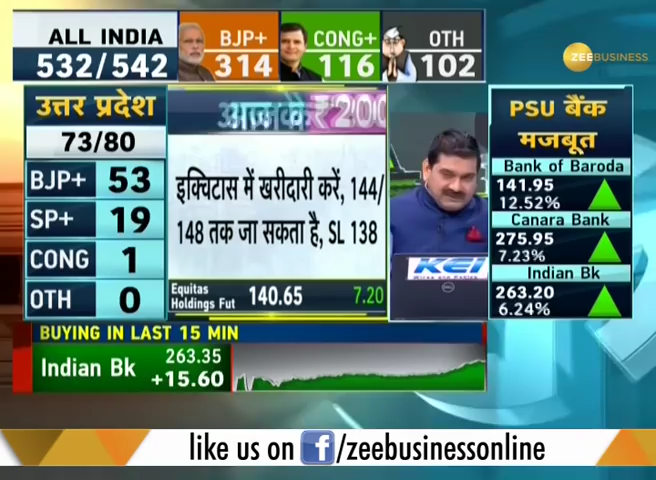 ALL INDIA
532/542
BJP+
314
CONG+
116
OTH
102
ZEEBUSINESS
उत्तर प्रदेश
73/80
BJP+ 53
SP+ 19
CONG 1
OTH 0
₹200
इक्विटास में खरीदारी करें, 144/
148 तक जा सकता है, SL 138
Equitas
Holdings Fut 140.65 7.20
KEI
DELL
PSU बैंक
मजबूत
Bank of Baroda
141.95
12.52%
Canara Bank
275.95
7.23%
Indian Bk
263.20
6.24%
BUYING IN LAST 15 MIN
Indian Bk 263.35
+15.60
like us on f/zeebusinessonline